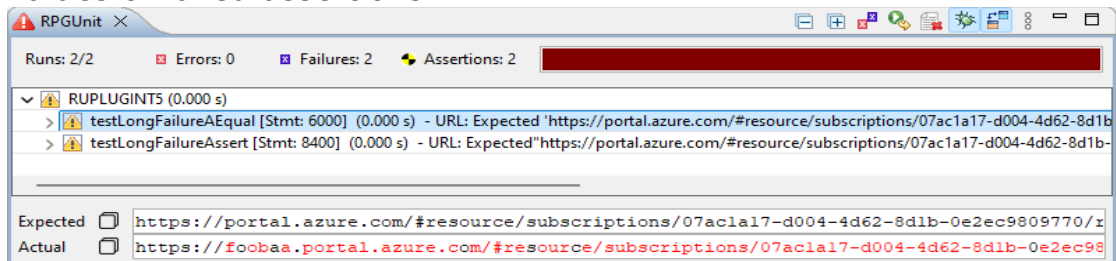 RPGUnit
Runs: 2/2 Errors: 0 Failures: 2 Assertions: 2
RUPLUGINT5 (0.000 s)
testLongFailureAEqual [Stmt: 6000] (0.000 s) - URL: Expected 'https://portal.azure.com/#resource/subscriptions/07ac1a17-d004-4d62-8d1b
testLongFailureAssert [Stmt: 8400] (0.000 s) - URL: Expected"https://portal.azure.com/#resource/subscriptions/07ac1a17-d004-4d62-8d1b-
Expected https://portal.azure.com/#resource/subscriptions/07ac1a17-d004-4d62-8d1b-0e2ec9809770/r
Actual https://foobaa.portal.azure.com/#resource/subscriptions/07ac1a17-d004-4d62-8d1b-0e2ec98